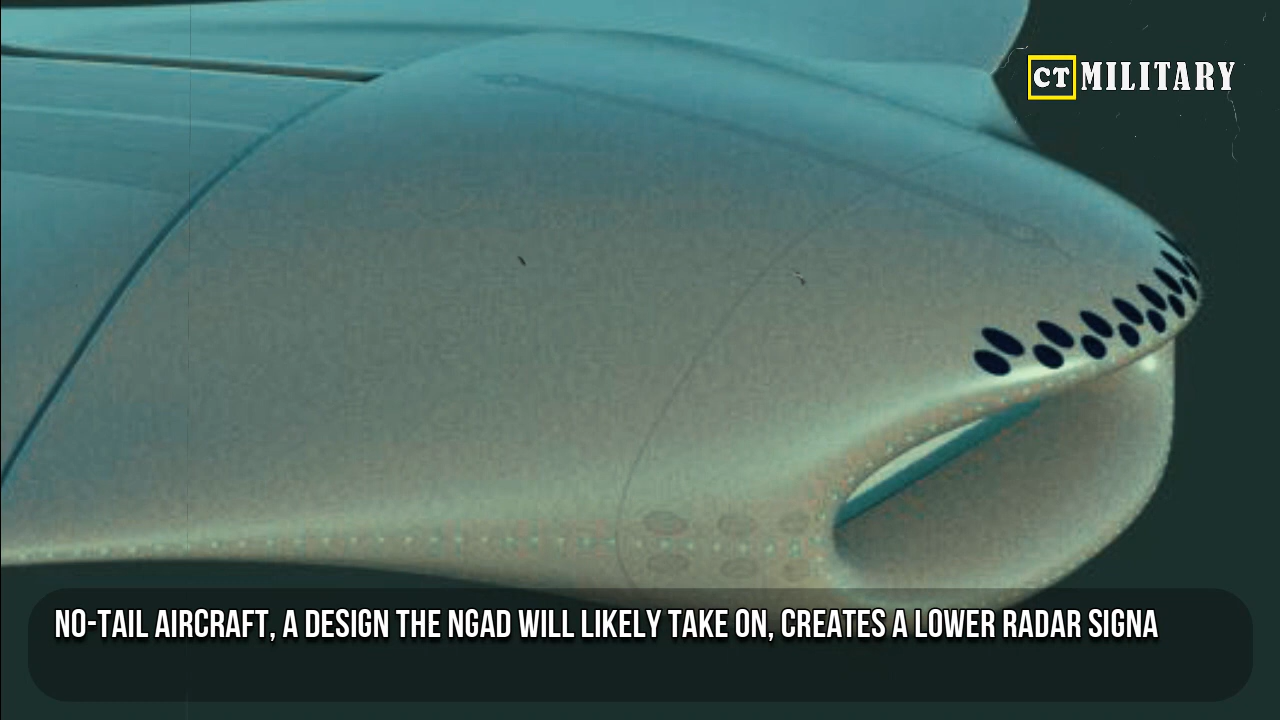 CT MILITARY
NO-TAIL AIRCRAFT, A DESIGN THE NGAD WILL LIKELY TAKE ON, CREATES A LOWER RADAR SIGNA